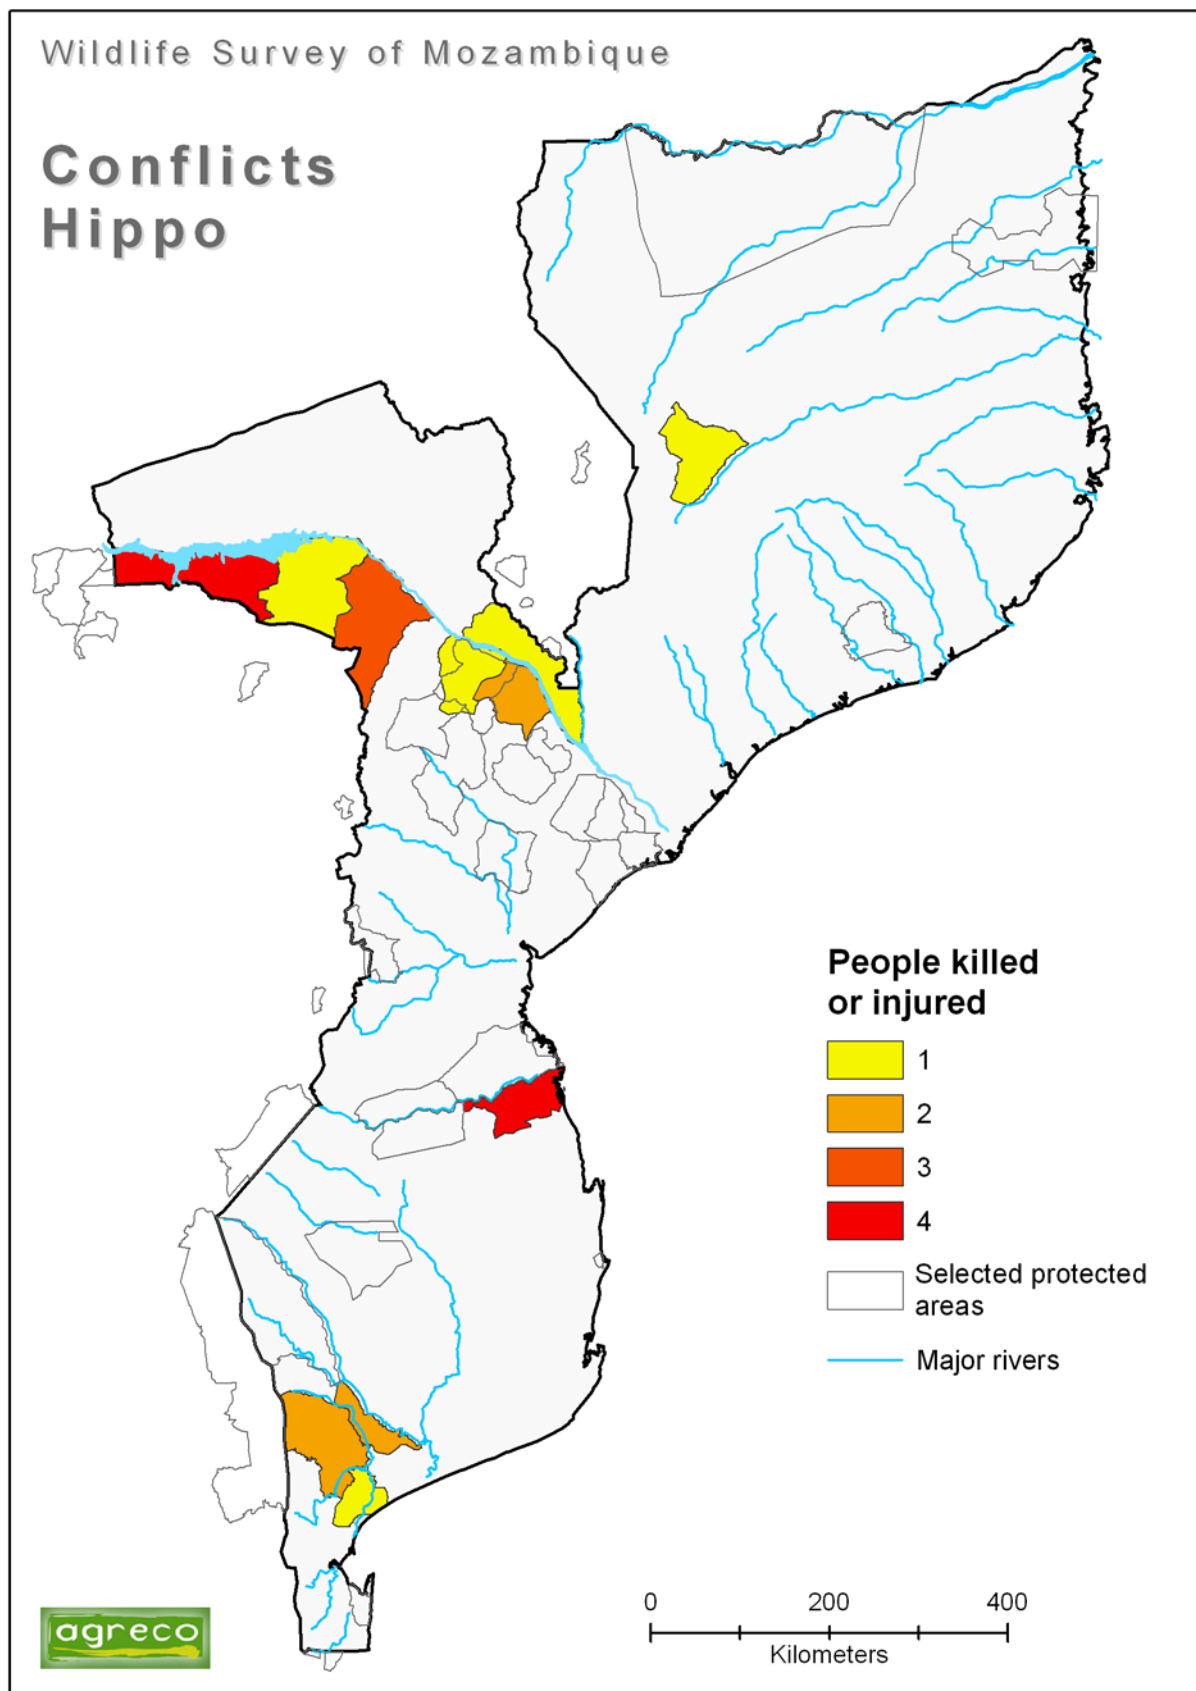 Wildlife Survey of Mozambique
Conflicts
Hippo
People killed
or injured
1
2
3
4
Selected protected
areas
Major rivers
0 200 400
Kilometers
agreco